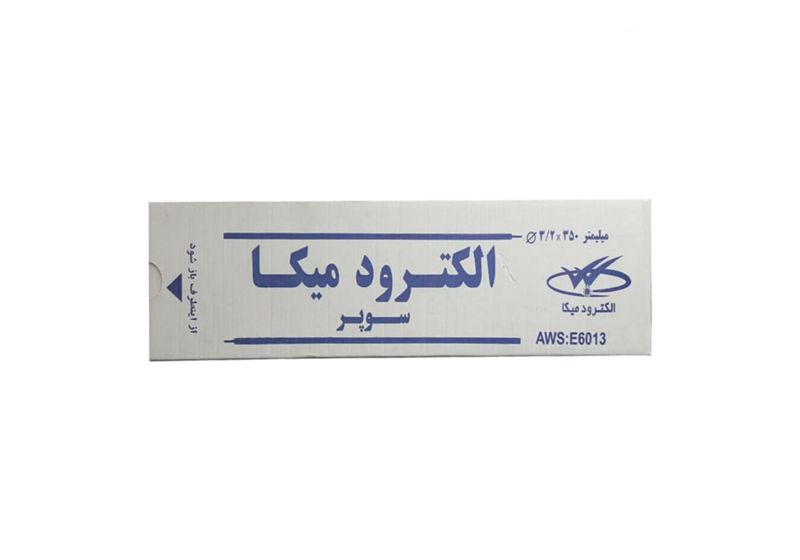 میلیمتر ۳۵۰×۳/۲ Ø
الکترود میکا
سوپر
الکترود میکا
AWS:E6013
از اینطرف باز شود